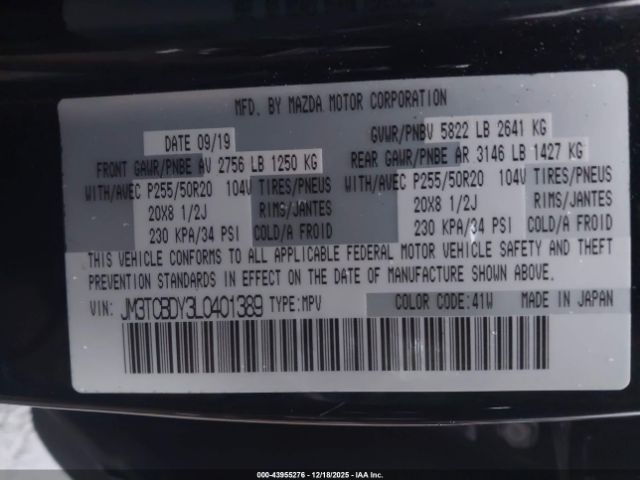 MFD. BY MAZDA MOTOR CORPORATION
DATE 09/19 GVWR/PNBV 5822 LB 2641 KG
FRONT GAWR/PNBE AV 2756 LB 1250 KG REAR GAWR/PNBE AR 3146 LB 1427 KG
WITH/AVEC P255/50R20 104V TIRES/PNEUS WITH/AVEC P255/50R20 104V TIRES/PNEUS
20X8 1/2J RIMS/JANTES 20X8 1/2J RIMS/JANTES
230 KPA/34 PSI COLD/A FROID 230 KPA/34 PSI COLD/A FROID
THIS VEHICLE CONFORMS TO ALL APPLICABLE FEDERAL MOTOR VEHICLE SAFETY AND THEFT
PREVENTION STANDARDS IN EFFECT ON THE DATE OF MANUFACTURE SHOWN ABOVE.
VIN: JM3TCBDY3L0401389 TYPE:MPV COLOR CODE:41W MADE IN JAPAN
000-43955276 - 12/18/2025 - IAA Inc.